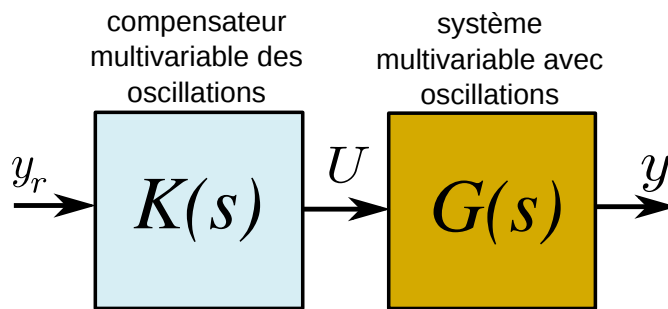 compensateur
multivariable des
oscillations
système
multivariable avec
oscillations
y_r
K(s)
U
G(s)
y